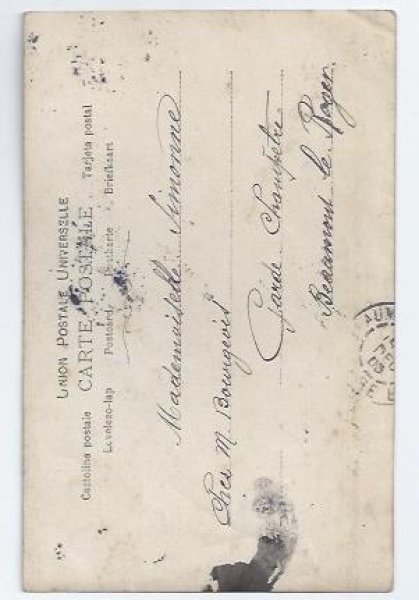 UNION POSTALE UNIVERSELLE
CARTE POSTALE
Cartolina postale Tarjeta postal
Levelezo-lap Postcard Postkarte Briefkaart
Mademoiselle Simonne
Chez M. Bourgeois
Garde Champêtre
Beaumont le Roger